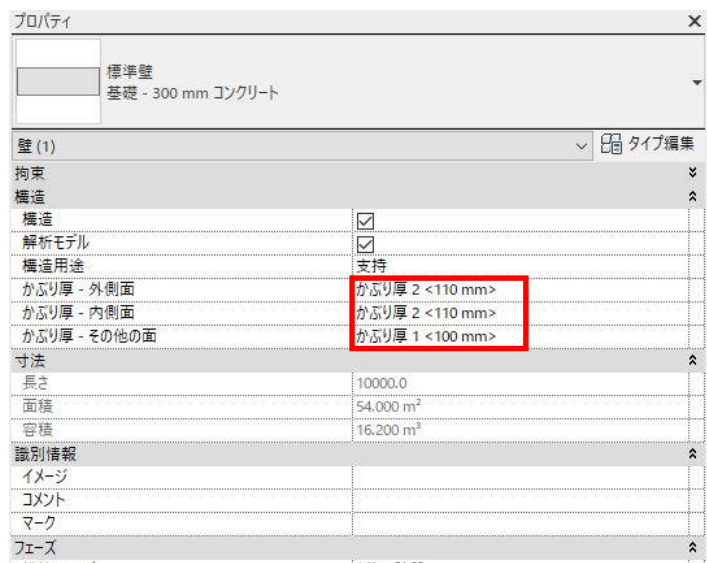 プロパティ
標準壁
基礎 - 300 mm コンクリート
壁 (1) タイプ編集
拘束
構造
構造
解析モデル
構造用途 支持
かぶり厚 - 外側面 かぶり厚 2 <110 mm>
かぶり厚 - 内側面 かぶり厚 2 <110 mm>
かぶり厚 - その他の面 かぶり厚 1 <100 mm>
寸法
長さ 10000.0
面積 54.000 m²
容積 16.200 m³
識別情報
イメージ
コメント
マーク
フェーズ